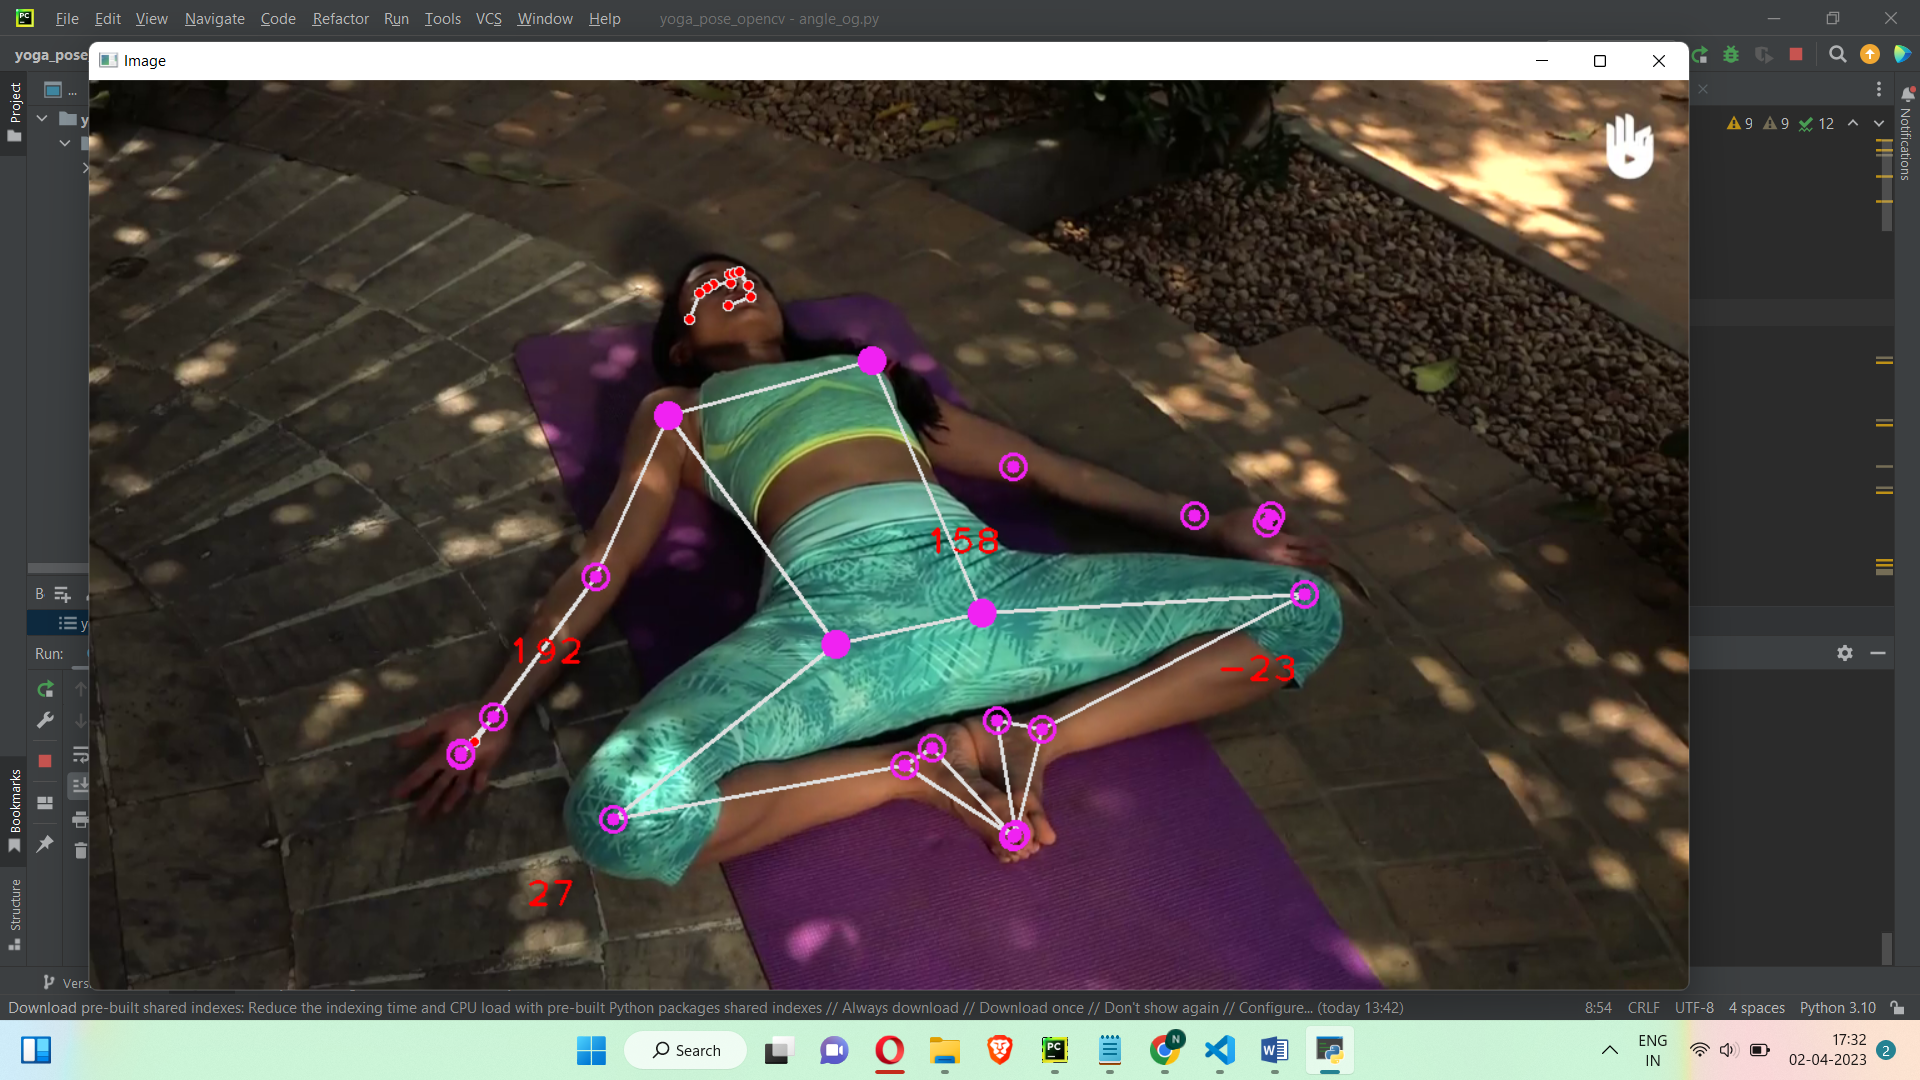 File Edit View Navigate Code Refactor Run Tools VCS Window Help yoga_pose_opencv - angle_og.py
yoga_pose
Image
Project
...
y
9 9 12
Notifications
158
192
-23
27
B
y
Run:
Bookmarks
Structure
Vers
Download pre-built shared indexes: Reduce the indexing time and CPU load with pre-built Python packages shared indexes // Always download // Download once // Don't show again // Configure... (today 13:42) 8:54 CRLF UTF-8 4 spaces Python 3.10
Search
PC
N
W
ENG
IN
17:32
02-04-2023
2